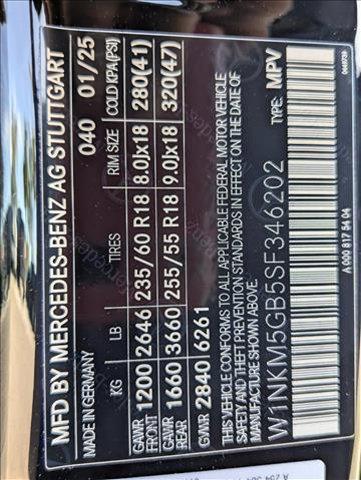 MFD BY MERCEDES-BENZ AG STUTTGART
MADE IN GERMANY 040 01/25
KG LB TIRES RIM SIZE COLD KPA(PSI)
GAWR FRONT 1200 2646 235/60 R18 8.0Jx18 280(41)
GAWR REAR 1660 3660 255/55 R18 9.0Jx18 320(47)
GVWR 2840 6261
THIS VEHICLE CONFORMS TO ALL APPLICABLE FEDERAL MOTOR VEHICLE
SAFETY AND THEFT PREVENTION STANDARDS IN EFFECT ON THE DATE
OF MANUFACTURE SHOWN ABOVE.
W1NKM5GB5SF346202 TYPE: MPV
A 000 817 54 04